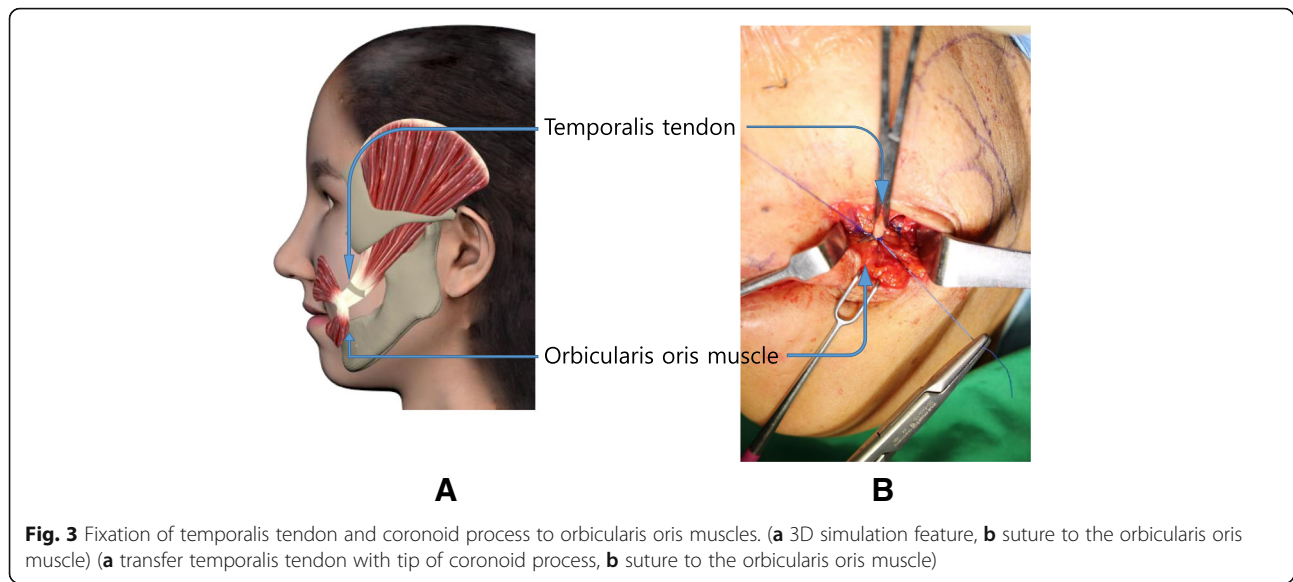 Temporalis tendon
Orbicularis oris muscle
A
B
Fig. 3 Fixation of temporalis tendon and coronoid process to orbicularis oris muscles. (a 3D simulation feature, b suture to the orbicularis oris
muscle) (a transfer temporalis tendon with tip of coronoid process, b suture to the orbicularis oris muscle)